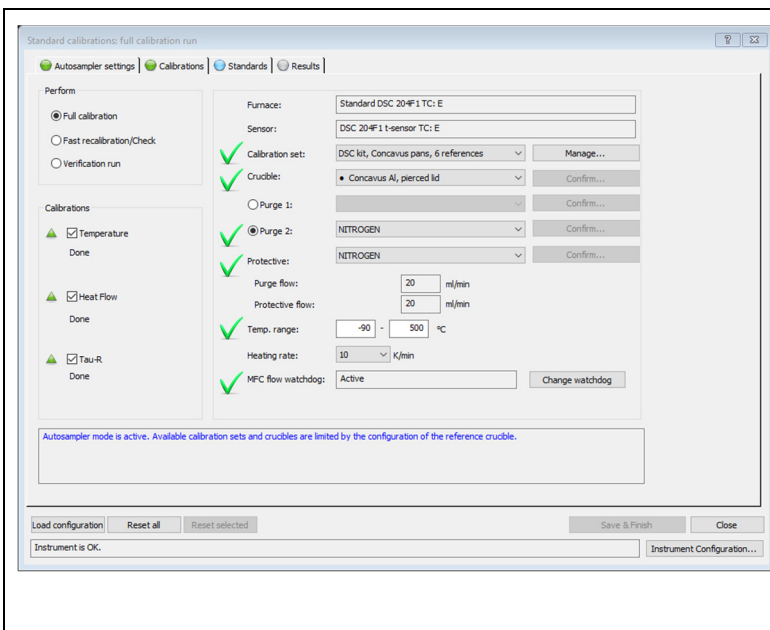 Standard calibrations: full calibration run
Autosampler settings Calibrations Standards Results
Perform
Full calibration
Fast recalibration/Check
Verification run
Calibrations
Temperature
Done
Heat Flow
Done
Tau-R
Done
Furnace: Standard DSC 204F1 TC: E
Sensor: DSC 204F1 τ-sensor TC: E
Calibration set: DSC kit, Concavus pans, 6 references Manage...
Crucible: • Concavus Al, pierced lid Confirm...
Purge 1: Confirm...
Purge 2: NITROGEN Confirm...
Protective: NITROGEN Confirm...
Purge flow: 20 ml/min
Protective flow: 20 ml/min
Temp. range: -90 - 500 °C
Heating rate: 10 K/min
MFC flow watchdog: Active Change watchdog
Autosampler mode is active. Available calibration sets and crucibles are limited by the configuration of the reference crucible.
Load configuration Reset all Reset selected Save & Finish Close
Instrument is OK. Instrument Configuration...